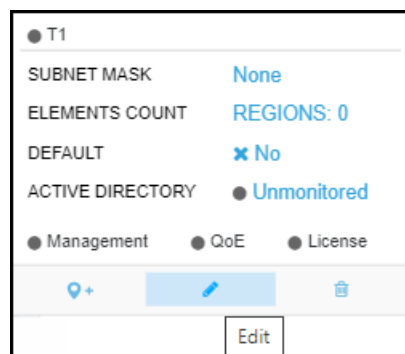 T1
SUBNET MASK None
ELEMENTS COUNT REGIONS: 0
DEFAULT No
ACTIVE DIRECTORY Unmonitored
Management QoE License
Edit